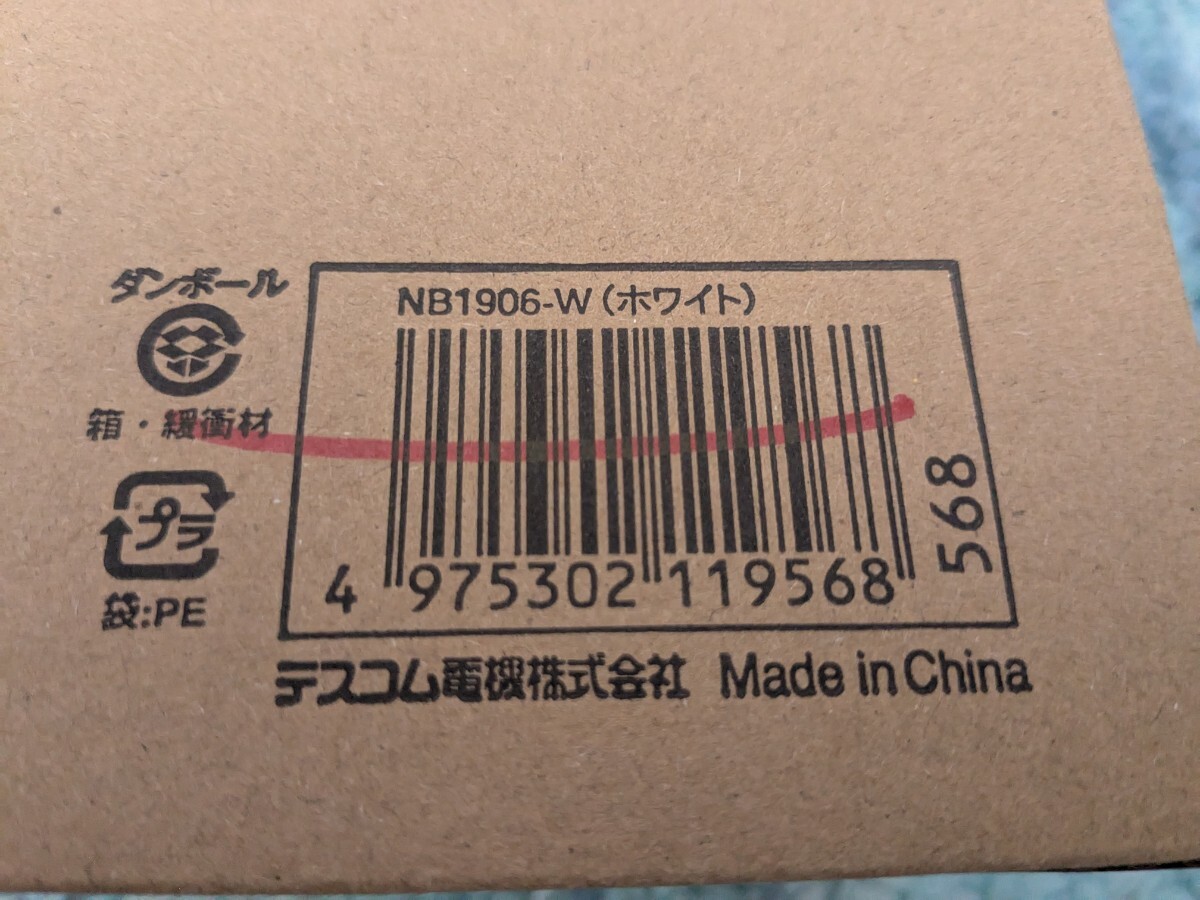 ダンボール
箱・緩衝材
プラ
袋:PE
NB1906-W(ホワイト)
4 975302 119568
568
テスコム電機株式会社 Made in China